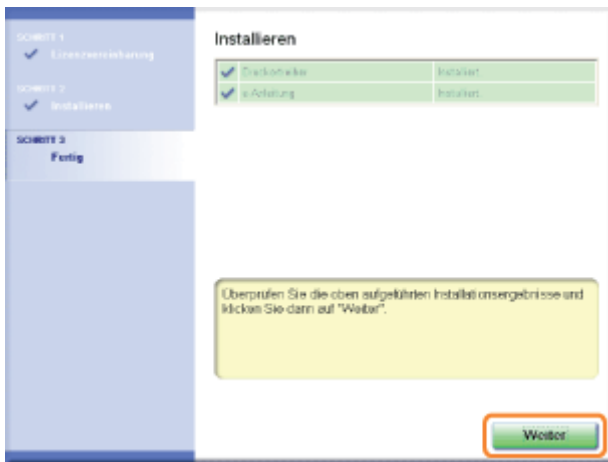 SCHRITT 1
Lizenzvereinbarung
SCHRITT 2
Installieren
SCHRITT 3
Fertig
Installieren
Druckertreiber Installiert.
e-Anleitung Installiert.
Überprüfen Sie die oben aufgeführten Installationsergebnisse und
klicken Sie dann auf "Weiter".
Weiter